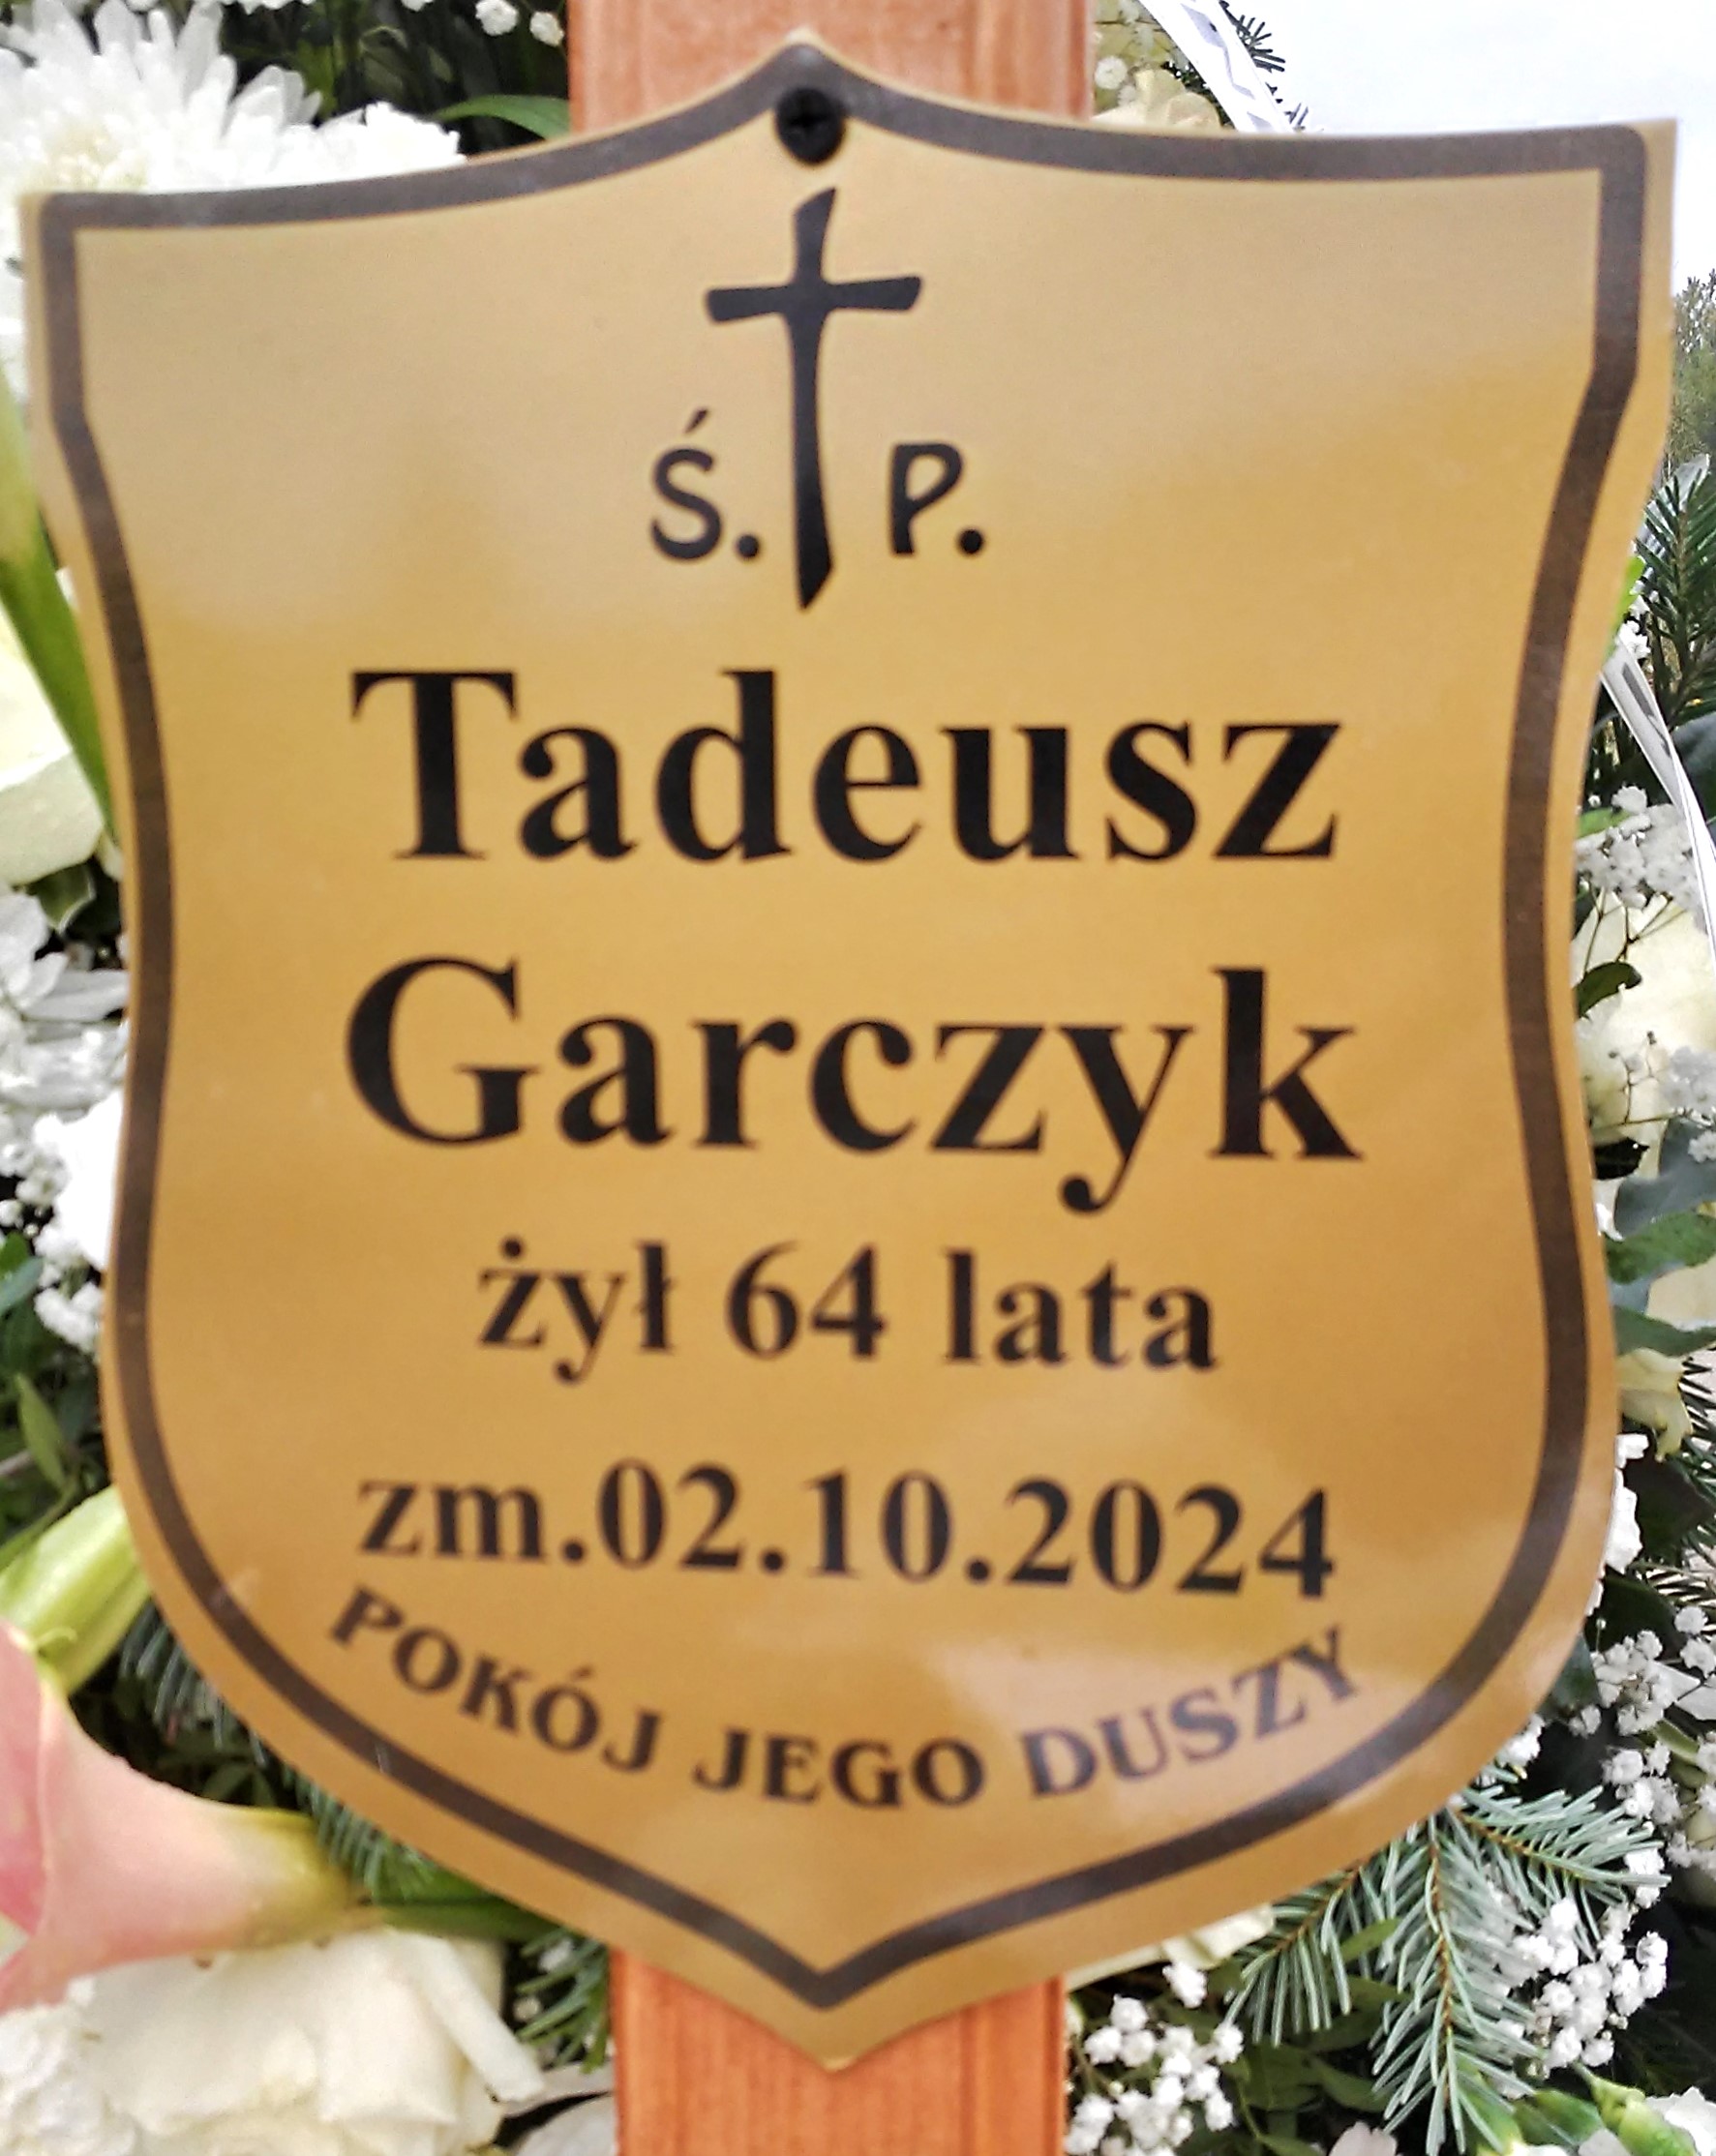 Ś. P.
Tadeusz
Garczyk
żył 64 lata
zm.02.10.2024
POKÓJ JEGO DUSZY